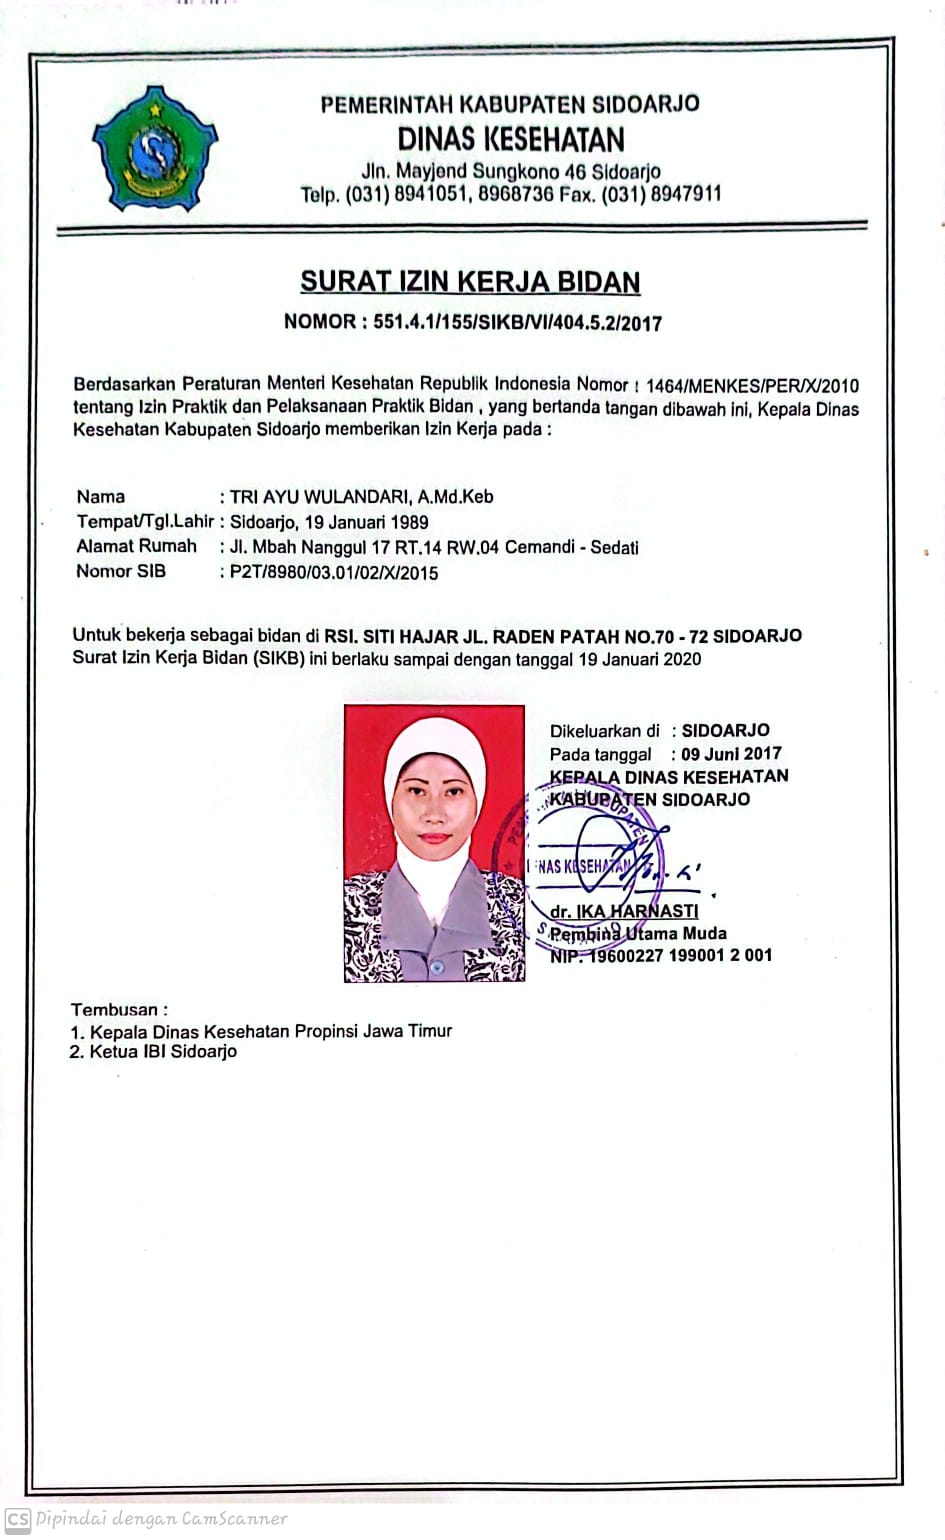 PEMERINTAH KABUPATEN SIDOARJO
DINAS KESEHATAN
Jln. Mayjend Sungkono 46 Sidoarjo
Telp. (031) 8941051, 8968736 Fax. (031) 8947911
SURAT IZIN KERJA BIDAN
NOMOR : 551.4.1/155/SIKB/VI/404.5.2/2017
Berdasarkan Peraturan Menteri Kesehatan Republik Indonesia Nomor : 1464/MENKES/PER/X/2010
tentang Izin Praktik dan Pelaksanaan Praktik Bidan , yang bertanda tangan dibawah ini, Kepala Dinas
Kesehatan Kabupaten Sidoarjo memberikan Izin Kerja pada :
Nama : TRI AYU WULANDARI, A.Md.Keb
Tempat/Tgl.Lahir : Sidoarjo, 19 Januari 1989
Alamat Rumah : Jl. Mbah Nanggul 17 RT.14 RW.04 Cemandi - Sedati
Nomor SIB : P2T/8980/03.01/02/X/2015
Untuk bekerja sebagai bidan di RSI. SITI HAJAR JL. RADEN PATAH NO.70 - 72 SIDOARJO
Surat Izin Kerja Bidan (SIKB) ini berlaku sampai dengan tanggal 19 Januari 2020
Dikeluarkan di : SIDOARJO
Pada tanggal : 09 Juni 2017
KEPALA DINAS KESEHATAN
KABUPATEN SIDOARJO
NAS KESEHATAN
dr. IKA HARNASTI
Pembina Utama Muda
NIP. 19600227 199001 2 001
Tembusan :
1. Kepala Dinas Kesehatan Propinsi Jawa Timur
2. Ketua IBI Sidoarjo
CS Dipindai dengan CamScanner